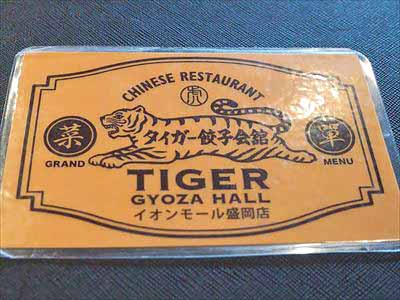 CHINESE RESTAURANT
虎
菜
タイガー餃子会舘
單
GRAND
MENU
TIGER
GYOZA HALL
イオンモール盛岡店